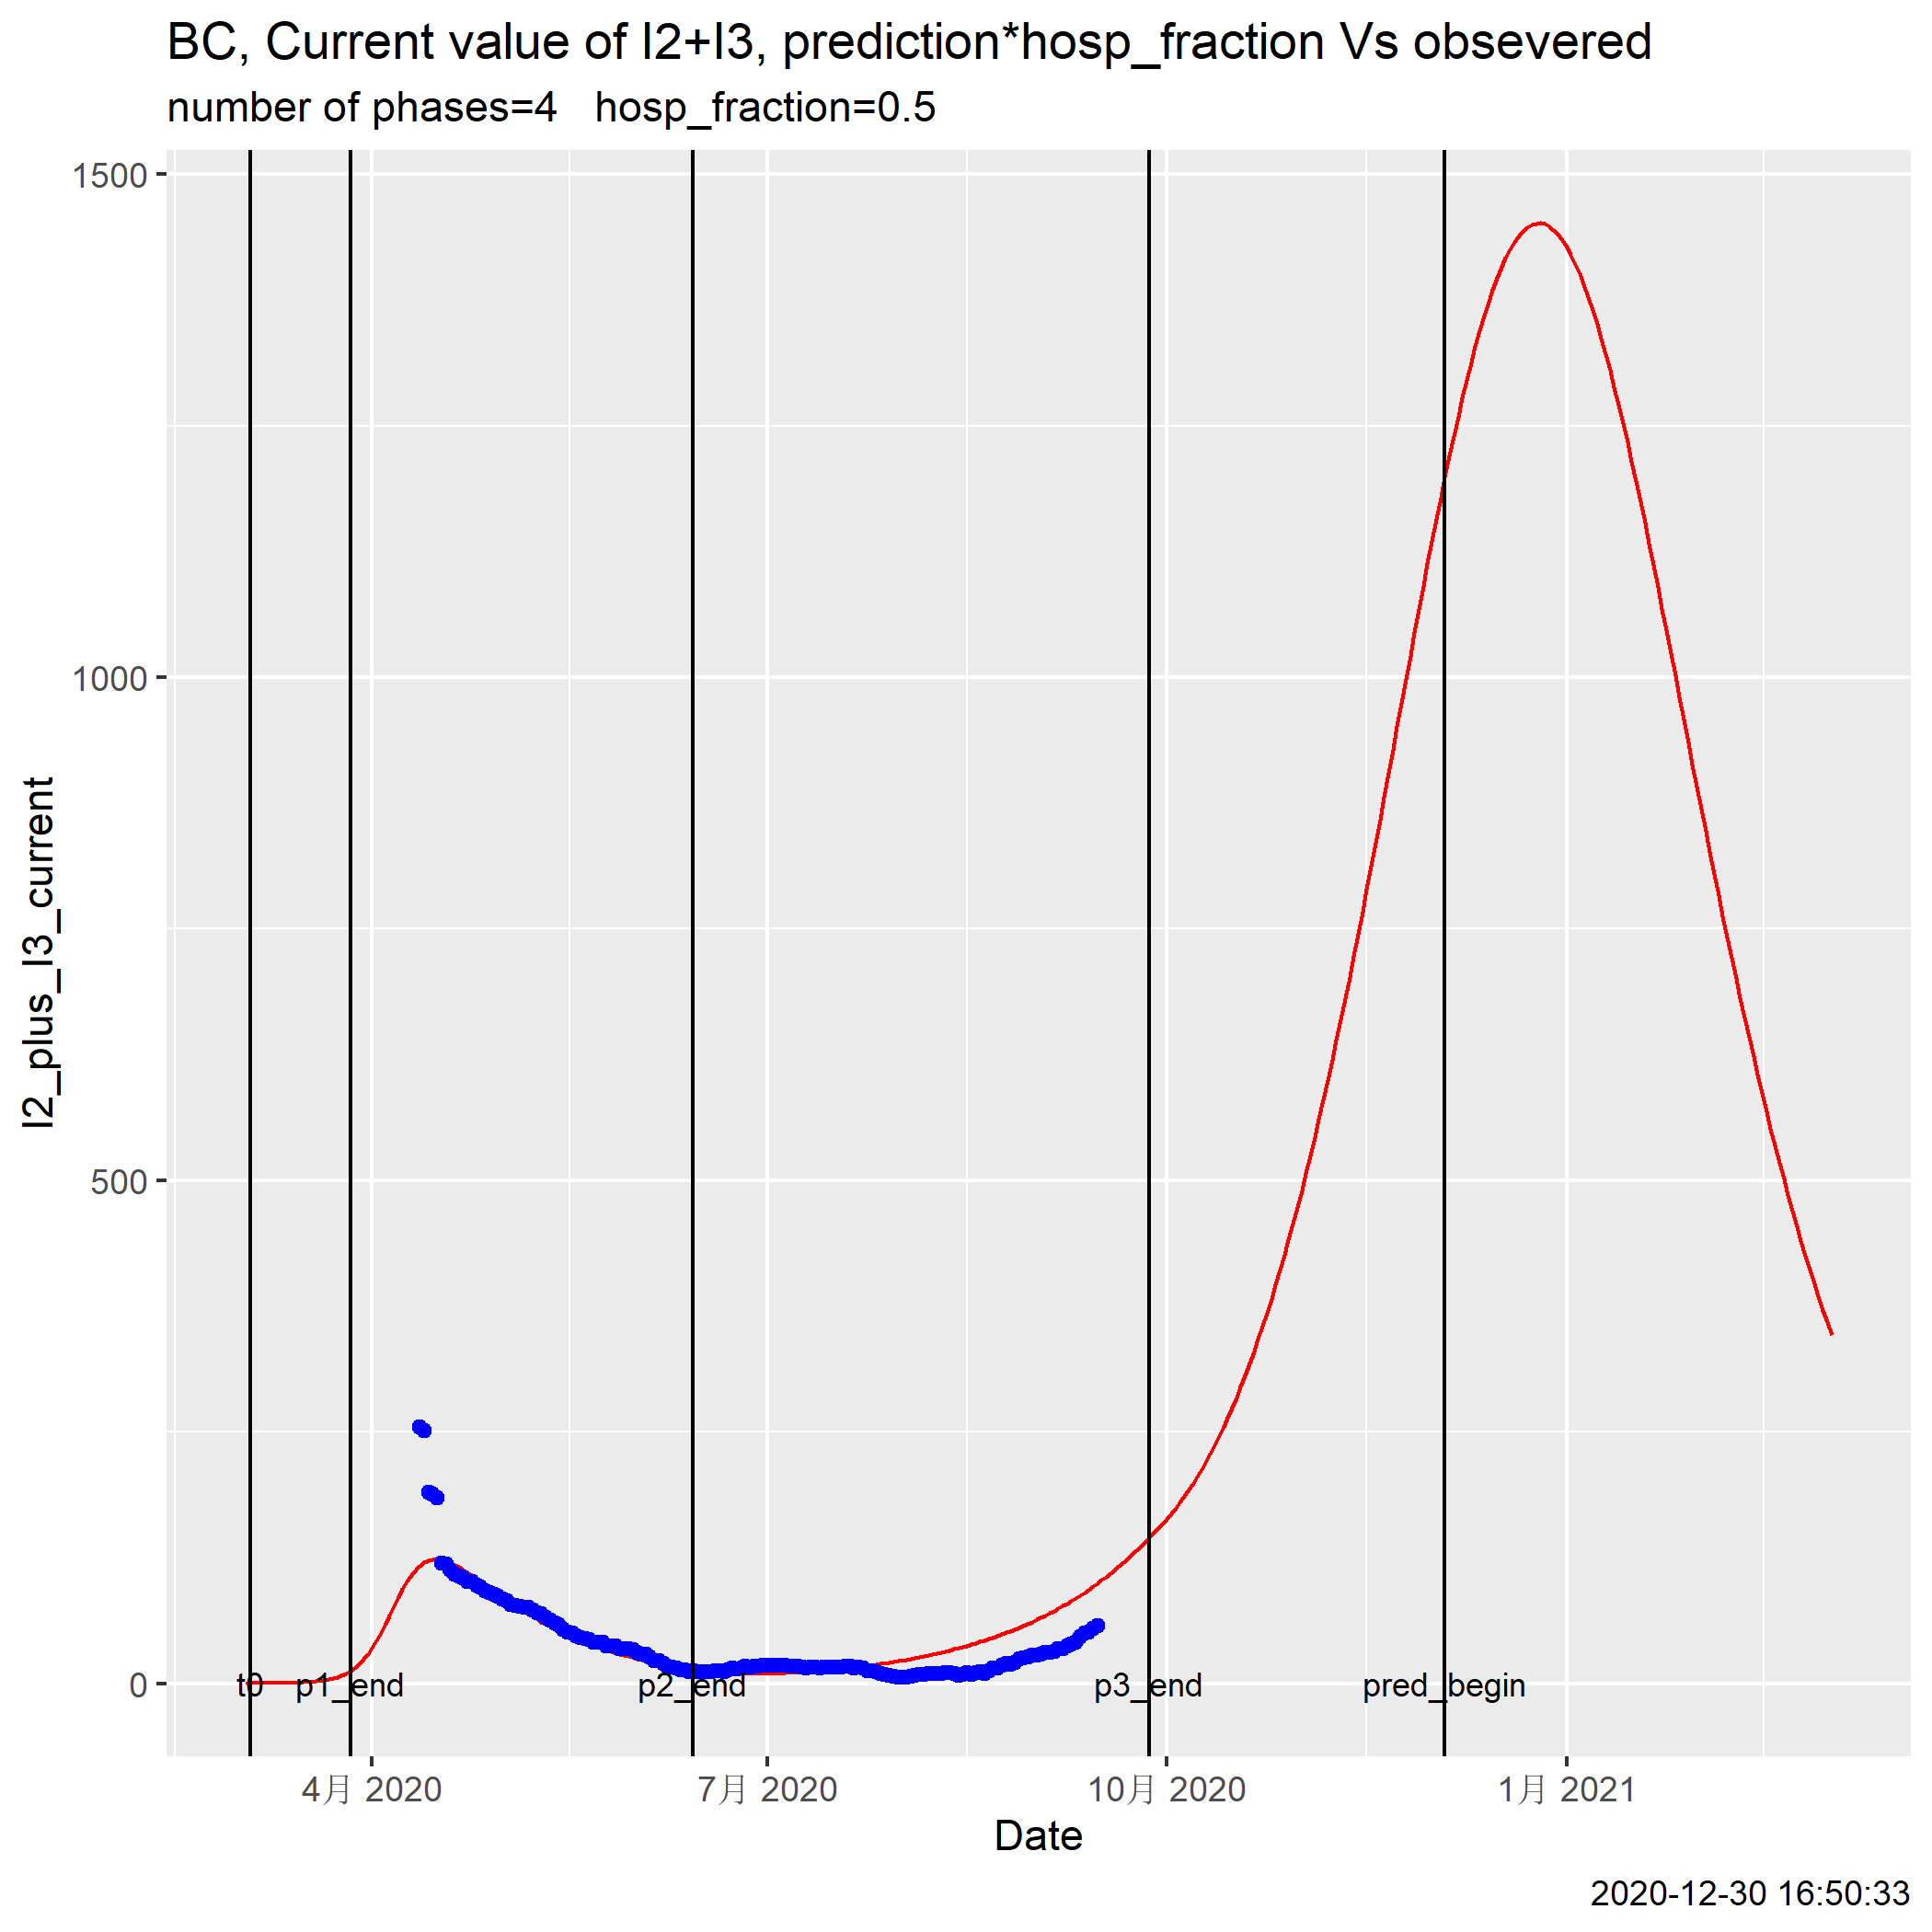 BC, Current value of I2+I3, prediction*hosp_fraction Vs obsevered
number of phases=4 hosp_fraction=0.5
1500
1000
500
0
I2_plus_I3_current
t0 p1_end p2_end p3_end pred_begin
4月 2020 7月 2020 10月 2020 1月 2021
Date
2020-12-30 16:50:33